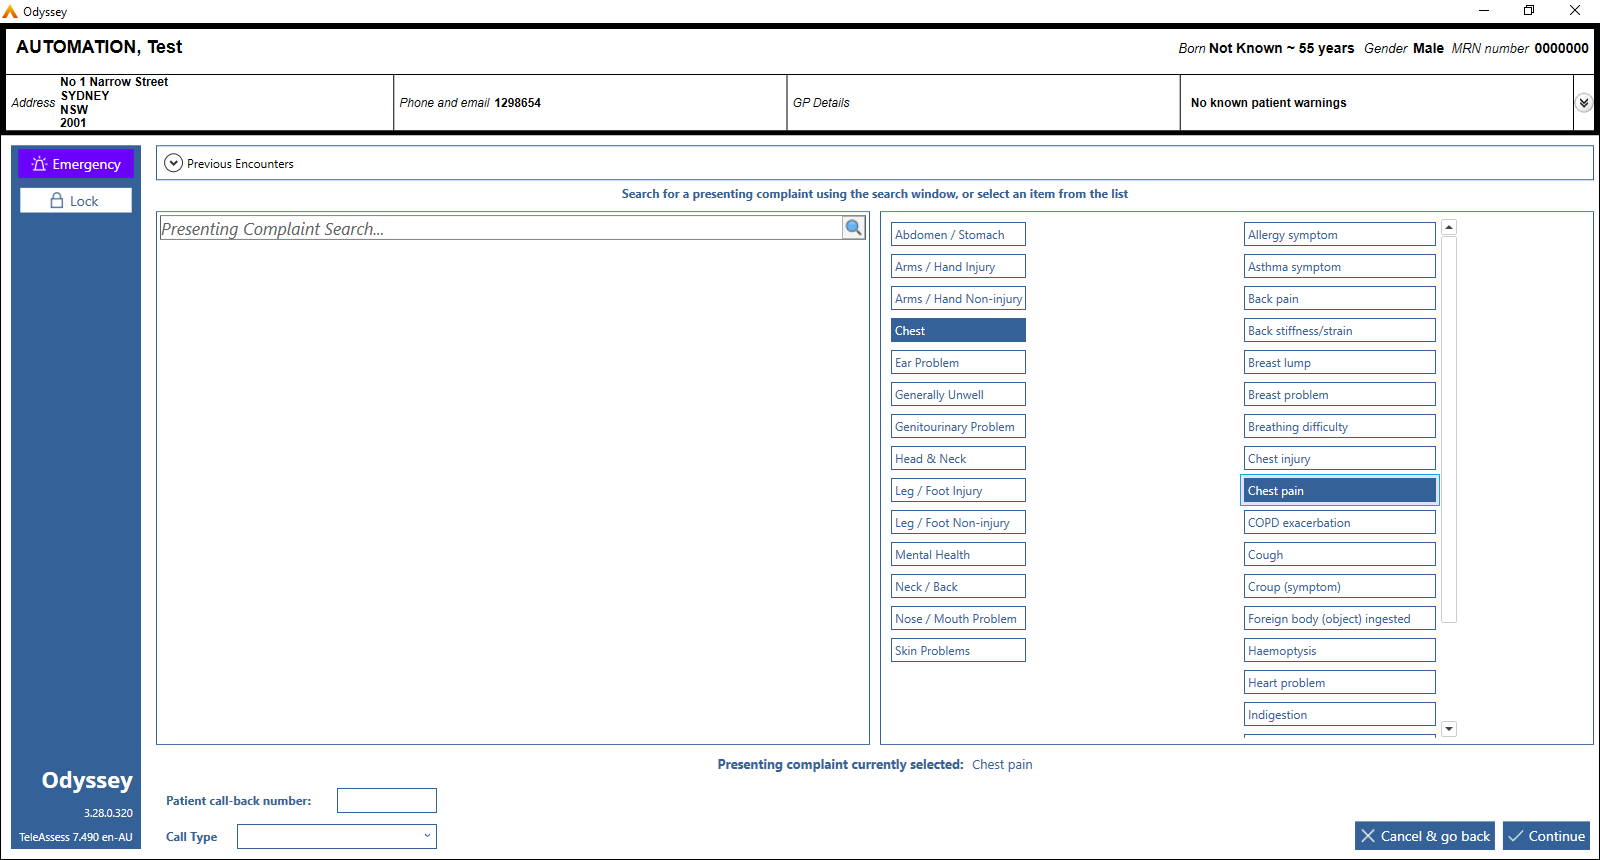 Odyssey
AUTOMATION, Test
Born Not Known ~ 55 years Gender Male MRN number 0000000
Address
No 1 Narrow Street
SYDNEY
NSW
2001
Phone and email 1298654
GP Details
No known patient warnings
Emergency
Lock
Previous Encounters
Search for a presenting complaint using the search window, or select an item from the list
Presenting Complaint Search...
Abdomen / Stomach
Arms / Hand Injury
Arms / Hand Non-injury
Chest
Ear Problem
Generally Unwell
Genitourinary Problem
Head & Neck
Leg / Foot Injury
Leg / Foot Non-injury
Mental Health
Neck / Back
Nose / Mouth Problem
Skin Problems
Allergy symptom
Asthma symptom
Back pain
Back stiffness/strain
Breast lump
Breast problem
Breathing difficulty
Chest injury
Chest pain
COPD exacerbation
Cough
Croup (symptom)
Foreign body (object) ingested
Haemoptysis
Heart problem
Indigestion
Presenting complaint currently selected: Chest pain
Odyssey
3.28.0.320
TeleAssess 7.490 en-AU
Patient call-back number:
Call Type
Cancel & go back
Continue